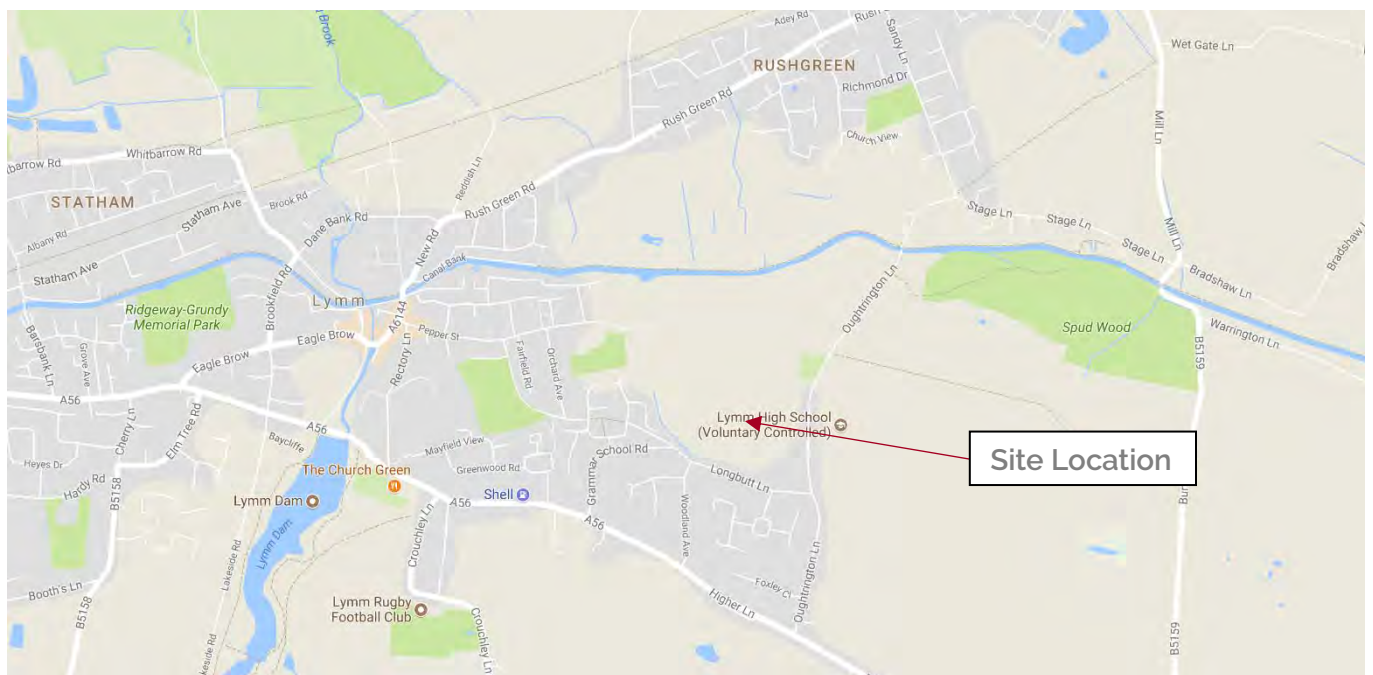 Brook
Adey Rd
Rush
Sandy Ln
Wet Gate Ln
RUSHGREEN
Richmond Dr
Rush Green Rd
Church View
Mill Ln
barrow Rd
Whitbarrow Rd
Reddish Ln
STATHAM
Statham Ave
Brook Rd
Rush Green Rd
Dane Bank Rd
New Rd
Albany Rd
Canal Bank
Stage Ln
Stage Ln
Stage Ln
Mill Ln
Bradshaw
Statham Ave
Brookfield Rd
Lymm
A6144
Oughtrington Ln
Bradshaw Ln
Ridgeway-Grundy
Memorial Park
Eagle Brow
Pepper St
Spud Wood
Warrington Ln
Barsbank Ln
Grove Ave
Eagle Brow
Rectory Ln
Fairfield Rd
Orchard Ave
B5159
A56
Cherry Ln
Elm Tree Rd
A56
Baycliffe
Mayfield View
Lymm High School
(Voluntary Controlled)
Site Location
Heyes Dr
Hardy Rd
B5158
The Church Green
Greenwood Rd
Grammar School Rd
Longbutt Ln
Lymm Dam
Shell
A56
A56
Woodland Ave
Bur
Lymm Dam
Lakeside Rd
Crouchley Ln
Foxley Cl
Oughtrington Ln
Booth's Ln
B5158
Lymm Rugby
Football Club
Higher Ln
Crouchley Ln
keside Rd
B5159